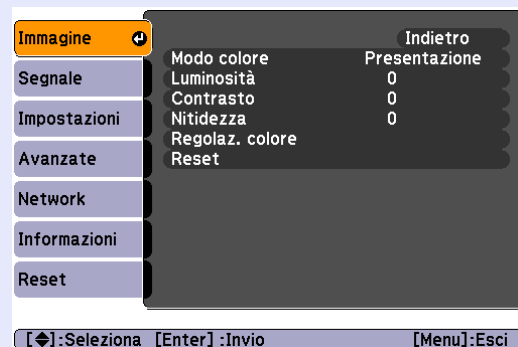 Immagine
Segnale
Impostazioni
Avanzate
Network
Informazioni
Reset
Indietro
Modo colore Presentazione
Luminosità 0
Contrasto 0
Nitidezza 0
Regolaz. colore
Reset
[◆]:Seleziona [Enter] :Invio [Menu]:Esci